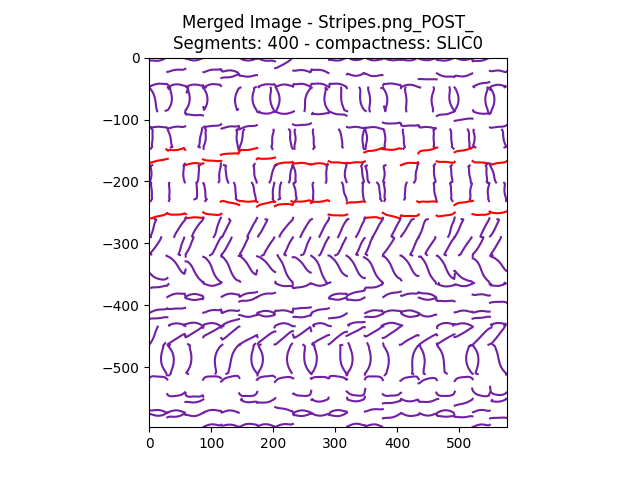 Merged Image - Stripes.png_POST_
Segments: 400 - compactness: SLIC0
0
−100
−200
−300
−400
−500
0 100 200 300 400 500